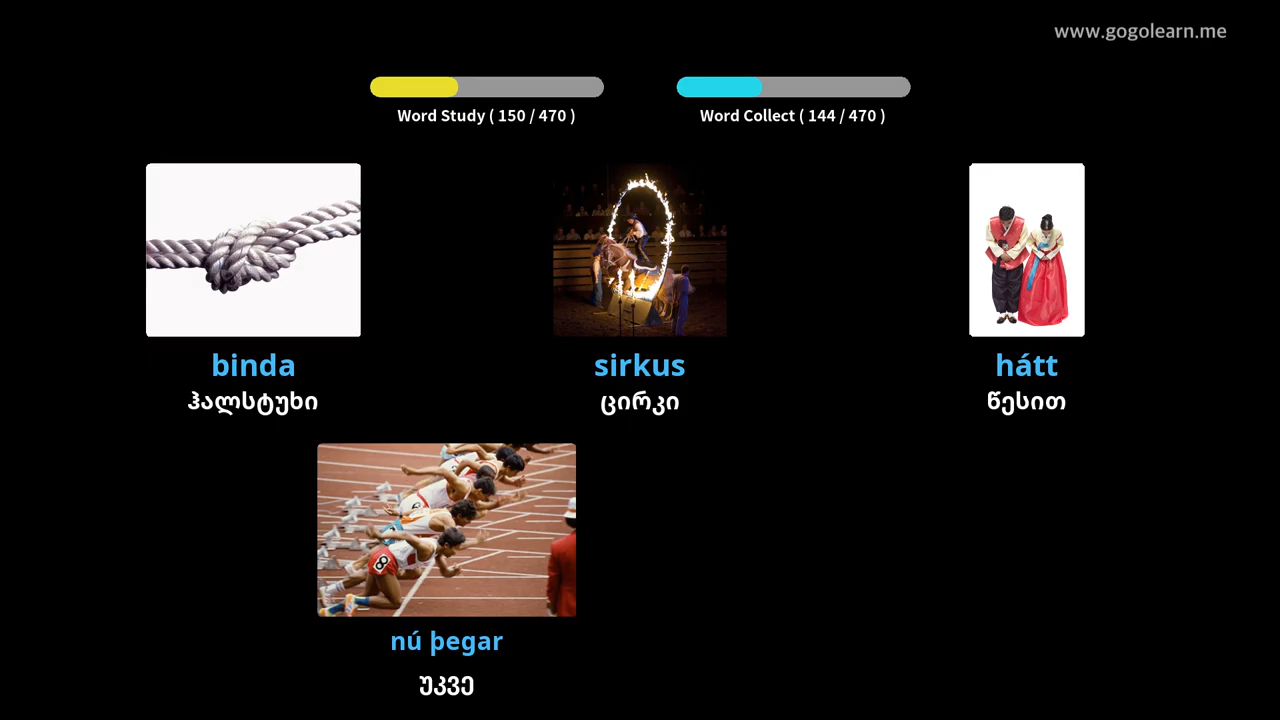 www.gogolearn.me
Word Study ( 150 / 470 )
Word Collect ( 144 / 470 )
binda
ჰალსტუხი
sirkus
ცირკი
hátt
წესით
8
nú þegar
უკვე